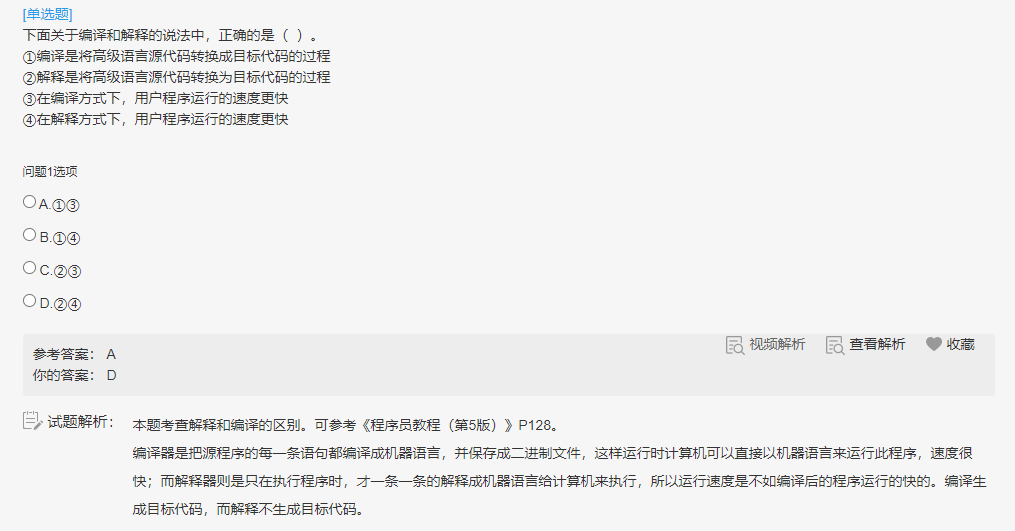 [单选题]
下面关于编译和解释的说法中，正确的是（  ）。
①编译是将高级语言源代码转换成目标代码的过程
②解释是将高级语言源代码转换为目标代码的过程
③在编译方式下，用户程序运行的速度更快
④在解释方式下，用户程序运行的速度更快
问题1选项
A.①③
B.①④
C.②③
D.②④
视频解析 查看解析 收藏
参考答案： A
你的答案： D
试题解析： 本题考查解释和编译的区别。可参考《程序员教程（第5版）》P128。
编译器是把源程序的每一条语句都编译成机器语言，并保存成二进制文件，这样运行时计算机可以直接以机器语言来运行此程序，速度很
快；而解释器则是只在执行程序时，才一条一条的解释成机器语言给计算机来执行，所以运行速度是不如编译后的程序运行的快的。编译生
成目标代码，而解释不生成目标代码。